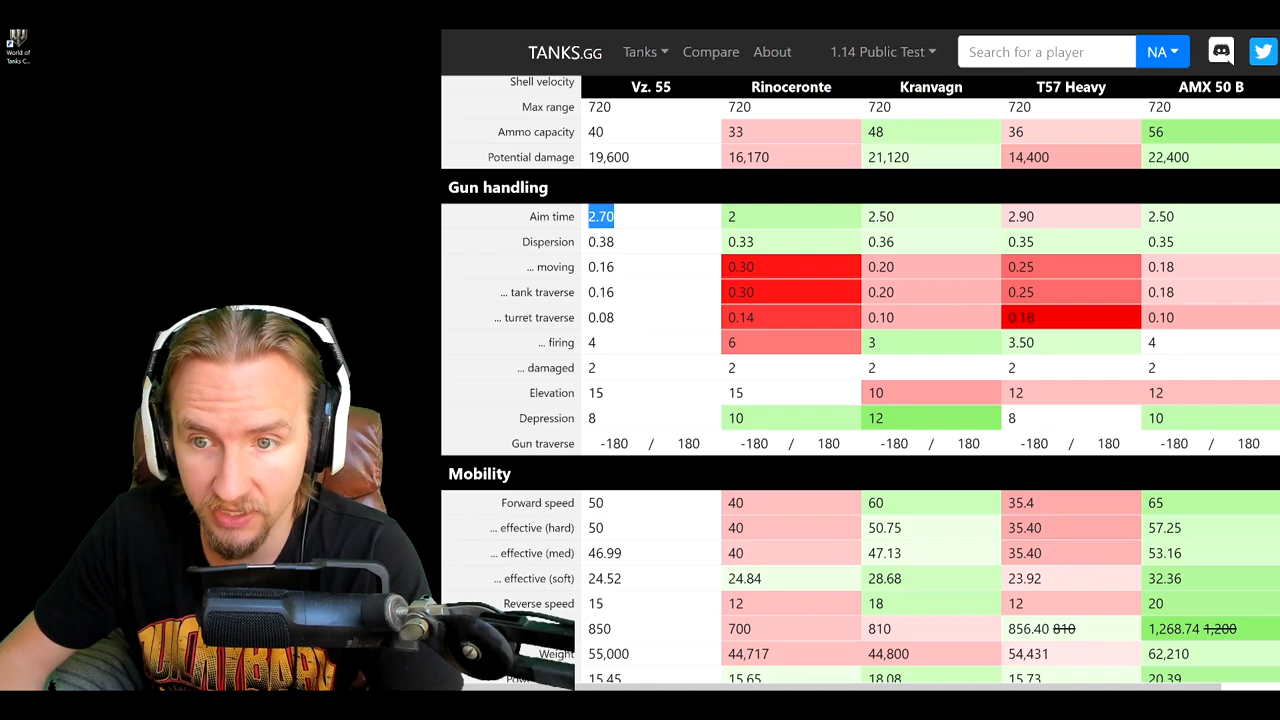 World of
Tanks C...
TANKS.GG Tanks Compare About 1.14 Public Test Search for a player NA
Shell velocity Vz. 55 Rinoceronte Kranvagn T57 Heavy AMX 50 B
Max range 720 720 720 720 720
Ammo capacity 40 33 48 36 56
Potential damage 19,600 16,170 21,120 14,400 22,400
Gun handling
Aim time 2.70 2 2.50 2.90 2.50
Dispersion 0.38 0.33 0.36 0.35 0.35
... moving 0.16 0.30 0.20 0.25 0.18
... tank traverse 0.16 0.30 0.20 0.25 0.18
... turret traverse 0.08 0.14 0.10 0.18 0.10
... firing 4 6 3 3.50 4
... damaged 2 2 2 2 2
Elevation 15 15 10 12 12
Depression 8 10 12 8 10
Gun traverse -180 / 180 -180 / 180 -180 / 180 -180 / 180 -180 / 180
Mobility
Forward speed 50 40 60 35.4 65
... effective (hard) 50 40 50.75 35.40 57.25
... effective (med) 46.99 40 47.13 35.40 53.16
... effective (soft) 24.52 24.84 28.68 23.92 32.36
Reverse speed 15 12 18 12 20
850 700 810 856.40 810 1,268.74 1,200
Weight 55,000 44,717 44,800 54,431 62,210
15.45 15.65 18.08 15.73 20.39